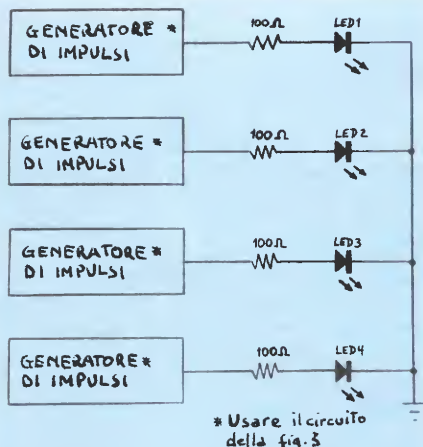 GENERATORE *
DI IMPULSI
100Ω
LED1
GENERATORE *
DI IMPULSI
100Ω
LED2
GENERATORE *
DI IMPULSI
100Ω
LED3
GENERATORE *
DI IMPULSI
100Ω
LED4
* Usare il circuito
della fig.3